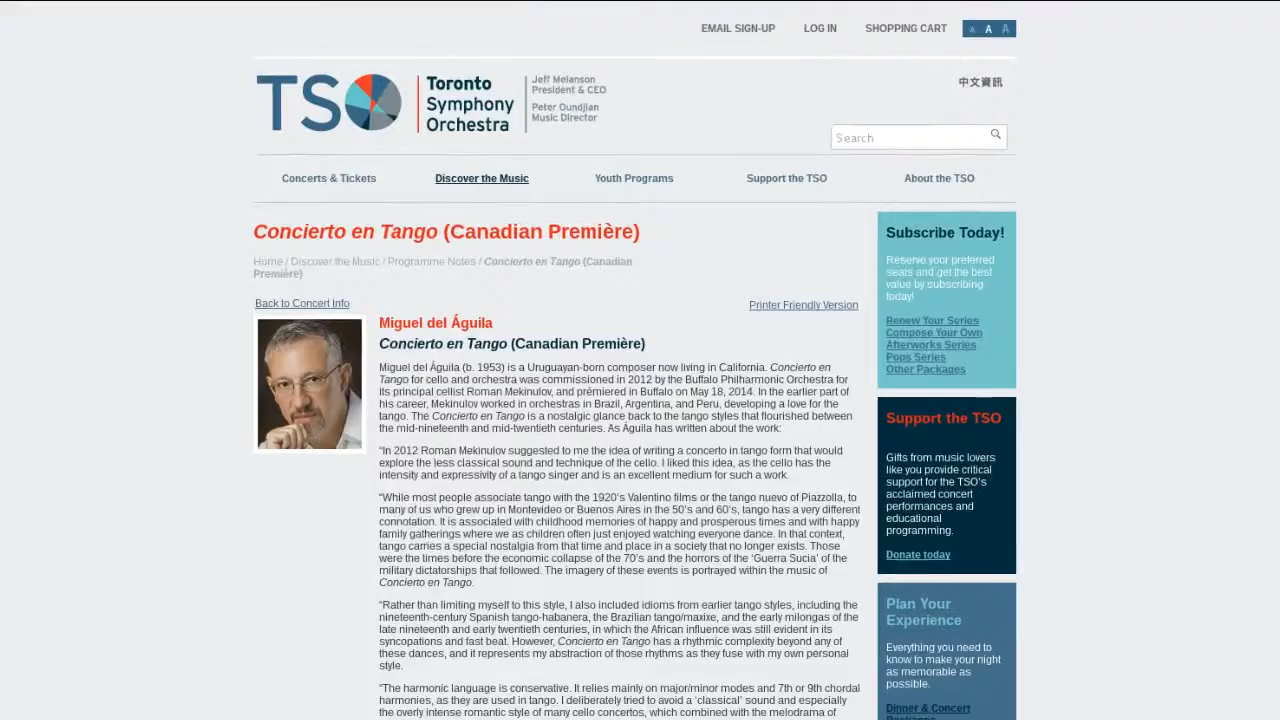 EMAIL SIGN-UP LOG IN SHOPPING CART A A A
TSO Toronto Symphony Orchestra
Jeff Melanson
President & CEO
Peter Oundjian
Music Director
中文資訊
Search
Concerts & Tickets Discover the Music Youth Programs Support the TSO About the TSO
Concierto en Tango (Canadian Première)
Home / Discover the Music / Programme Notes / Concierto en Tango (Canadian
Première)
Back to Concert Info
Printer Friendly Version
Miguel del Águila
Concierto en Tango (Canadian Première)
Miguel del Águila (b. 1953) is a Uruguayan-born composer now living in California. Concierto en
Tango for cello and orchestra was commissioned in 2012 by the Buffalo Philharmonic Orchestra for
its principal cellist Roman Mekinulov, and prémiered in Buffalo on May 18, 2014. In the earlier part of
his career, Mekinulov worked in orchestras in Brazil, Argentina, and Peru, developing a love for the
tango. The Concierto en Tango is a nostalgic glance back to the tango styles that flourished between
the mid-nineteenth and mid-twentieth centuries. As Águila has written about the work:
“In 2012 Roman Mekinulov suggested to me the idea of writing a concerto in tango form that would
explore the less classical sound and technique of the cello. I liked this idea, as the cello has the
intensity and expressivity of a tango singer and is an excellent medium for such a work.
“While most people associate tango with the 1920’s Valentino films or the tango nuevo of Piazzolla, to
many of us who grew up in Montevideo or Buenos Aires in the 50’s and 60’s, tango has a very different
connotation. It is associated with childhood memories of happy and prosperous times and with happy
family gatherings where we as children often just enjoyed watching everyone dance. In that context,
tango carries a special nostalgia from that time and place in a society that no longer exists. Those
were the times before the economic collapse of the 70’s and the horrors of the ‘Guerra Sucia’ of the
military dictatorships that followed. The imagery of these events is portrayed within the music of
Concierto en Tango.
“Rather than limiting myself to this style, I also included idioms from earlier tango styles, including the
nineteenth-century Spanish tango-habanera, the Brazilian tango/maxixe, and the early milongas of the
late nineteenth and early twentieth centuries, in which the African influence was still evident in its
syncopations and fast beat. However, Concierto en Tango has a rhythmic complexity beyond any of
these dances, and it represents my abstraction of those rhythms as they fuse with my own personal
style.
“The harmonic language is conservative. It relies mainly on major/minor modes and 7th or 9th chordal
harmonies, as they are used in tango. I deliberately tried to avoid a ‘classical’ sound and especially
the overly intense romantic style of many cello concertos, which combined with the melodrama of
Subscribe Today!
Reserve your preferred
seats and get the best
value by subscribing
today!
Renew Your Series
Compose Your Own
Afterworks Series
Pops Series
Other Packages
Support the TSO
Gifts from music lovers
like you provide critical
support for the TSO’s
acclaimed concert
performances and
educational
programming.
Donate today
Plan Your
Experience
Everything you need to
know to make your night
as memorable as
possible.
Dinner & Concert
Packages